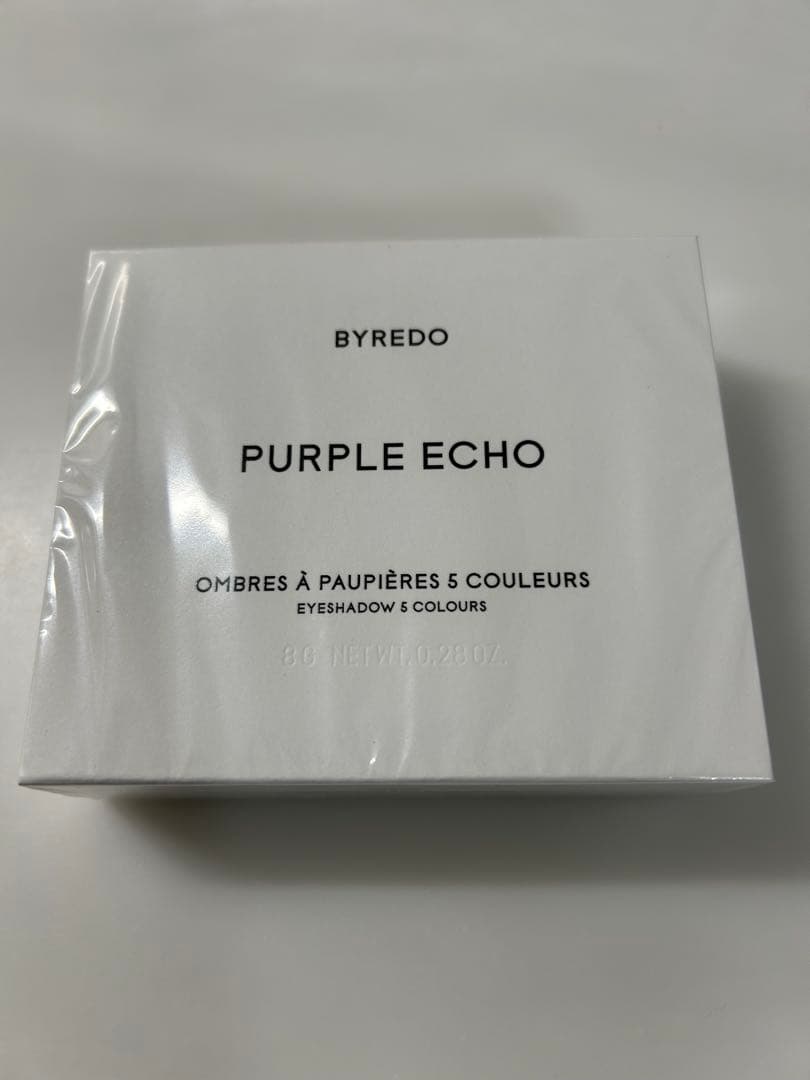 BYREDO
PURPLE ECHO
OMBRES À PAUPIÈRES 5 COULEURS
EYESHADOW 5 COLOURS
8 G NET WT. 0.28 OZ.